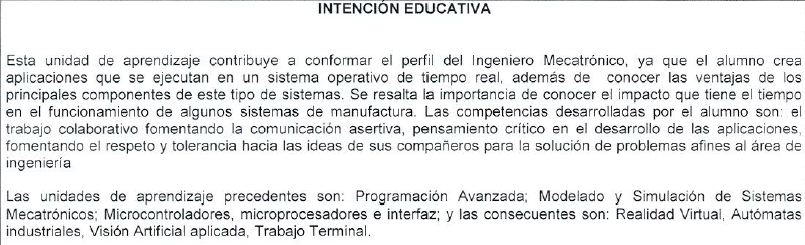 INTENCIÓN EDUCATIVA
Esta unidad de aprendizaje contribuye a conformar el perfil del Ingeniero Mecatrónico, ya que el alumno crea
aplicaciones que se ejecutan en un sistema operativo de tiempo real, además de conocer las ventajas de los
principales componentes de este tipo de sistemas. Se resalta la importancia de conocer el impacto que tiene el tiempo
en el funcionamiento de algunos sistemas de manufactura. Las competencias desarrolladas por el alumno son: el
trabajo colaborativo fomentando la comunicación asertiva, pensamiento crítico en el desarrollo de las aplicaciones,
fomentando el respeto y tolerancia hacia las ideas de sus compañeros para la solución de problemas afines al área de
ingeniería
Las unidades de aprendizaje precedentes son: Programación Avanzada; Modelado y Simulación de Sistemas
Mecatrónicos; Microcontroladores, microprocesadores e interfaz; y las consecuentes son: Realidad Virtual, Autómatas
industriales, Visión Artificial aplicada, Trabajo Terminal.